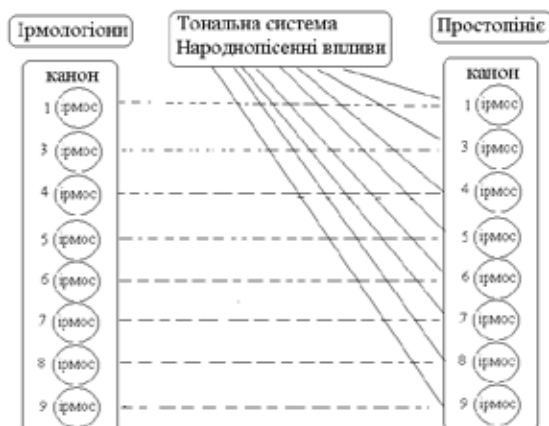 Ірмологіони
Тональна система
Народнопісенні впливи
Простопініє
канон
1 ірмос
3 ірмос
4 ірмос
5 ірмос
6 ірмос
7 ірмос
8 ірмос
9 ірмос
канон
1 ірмос
3 ірмос
4 ірмос
5 ірмос
6 ірмос
7 ірмос
8 ірмос
9 ірмос